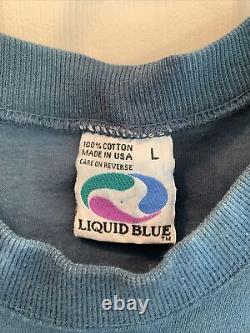 100% COTTON
MADE IN USA
CARE ON REVERSE
L
LIQUID BLUE
TM